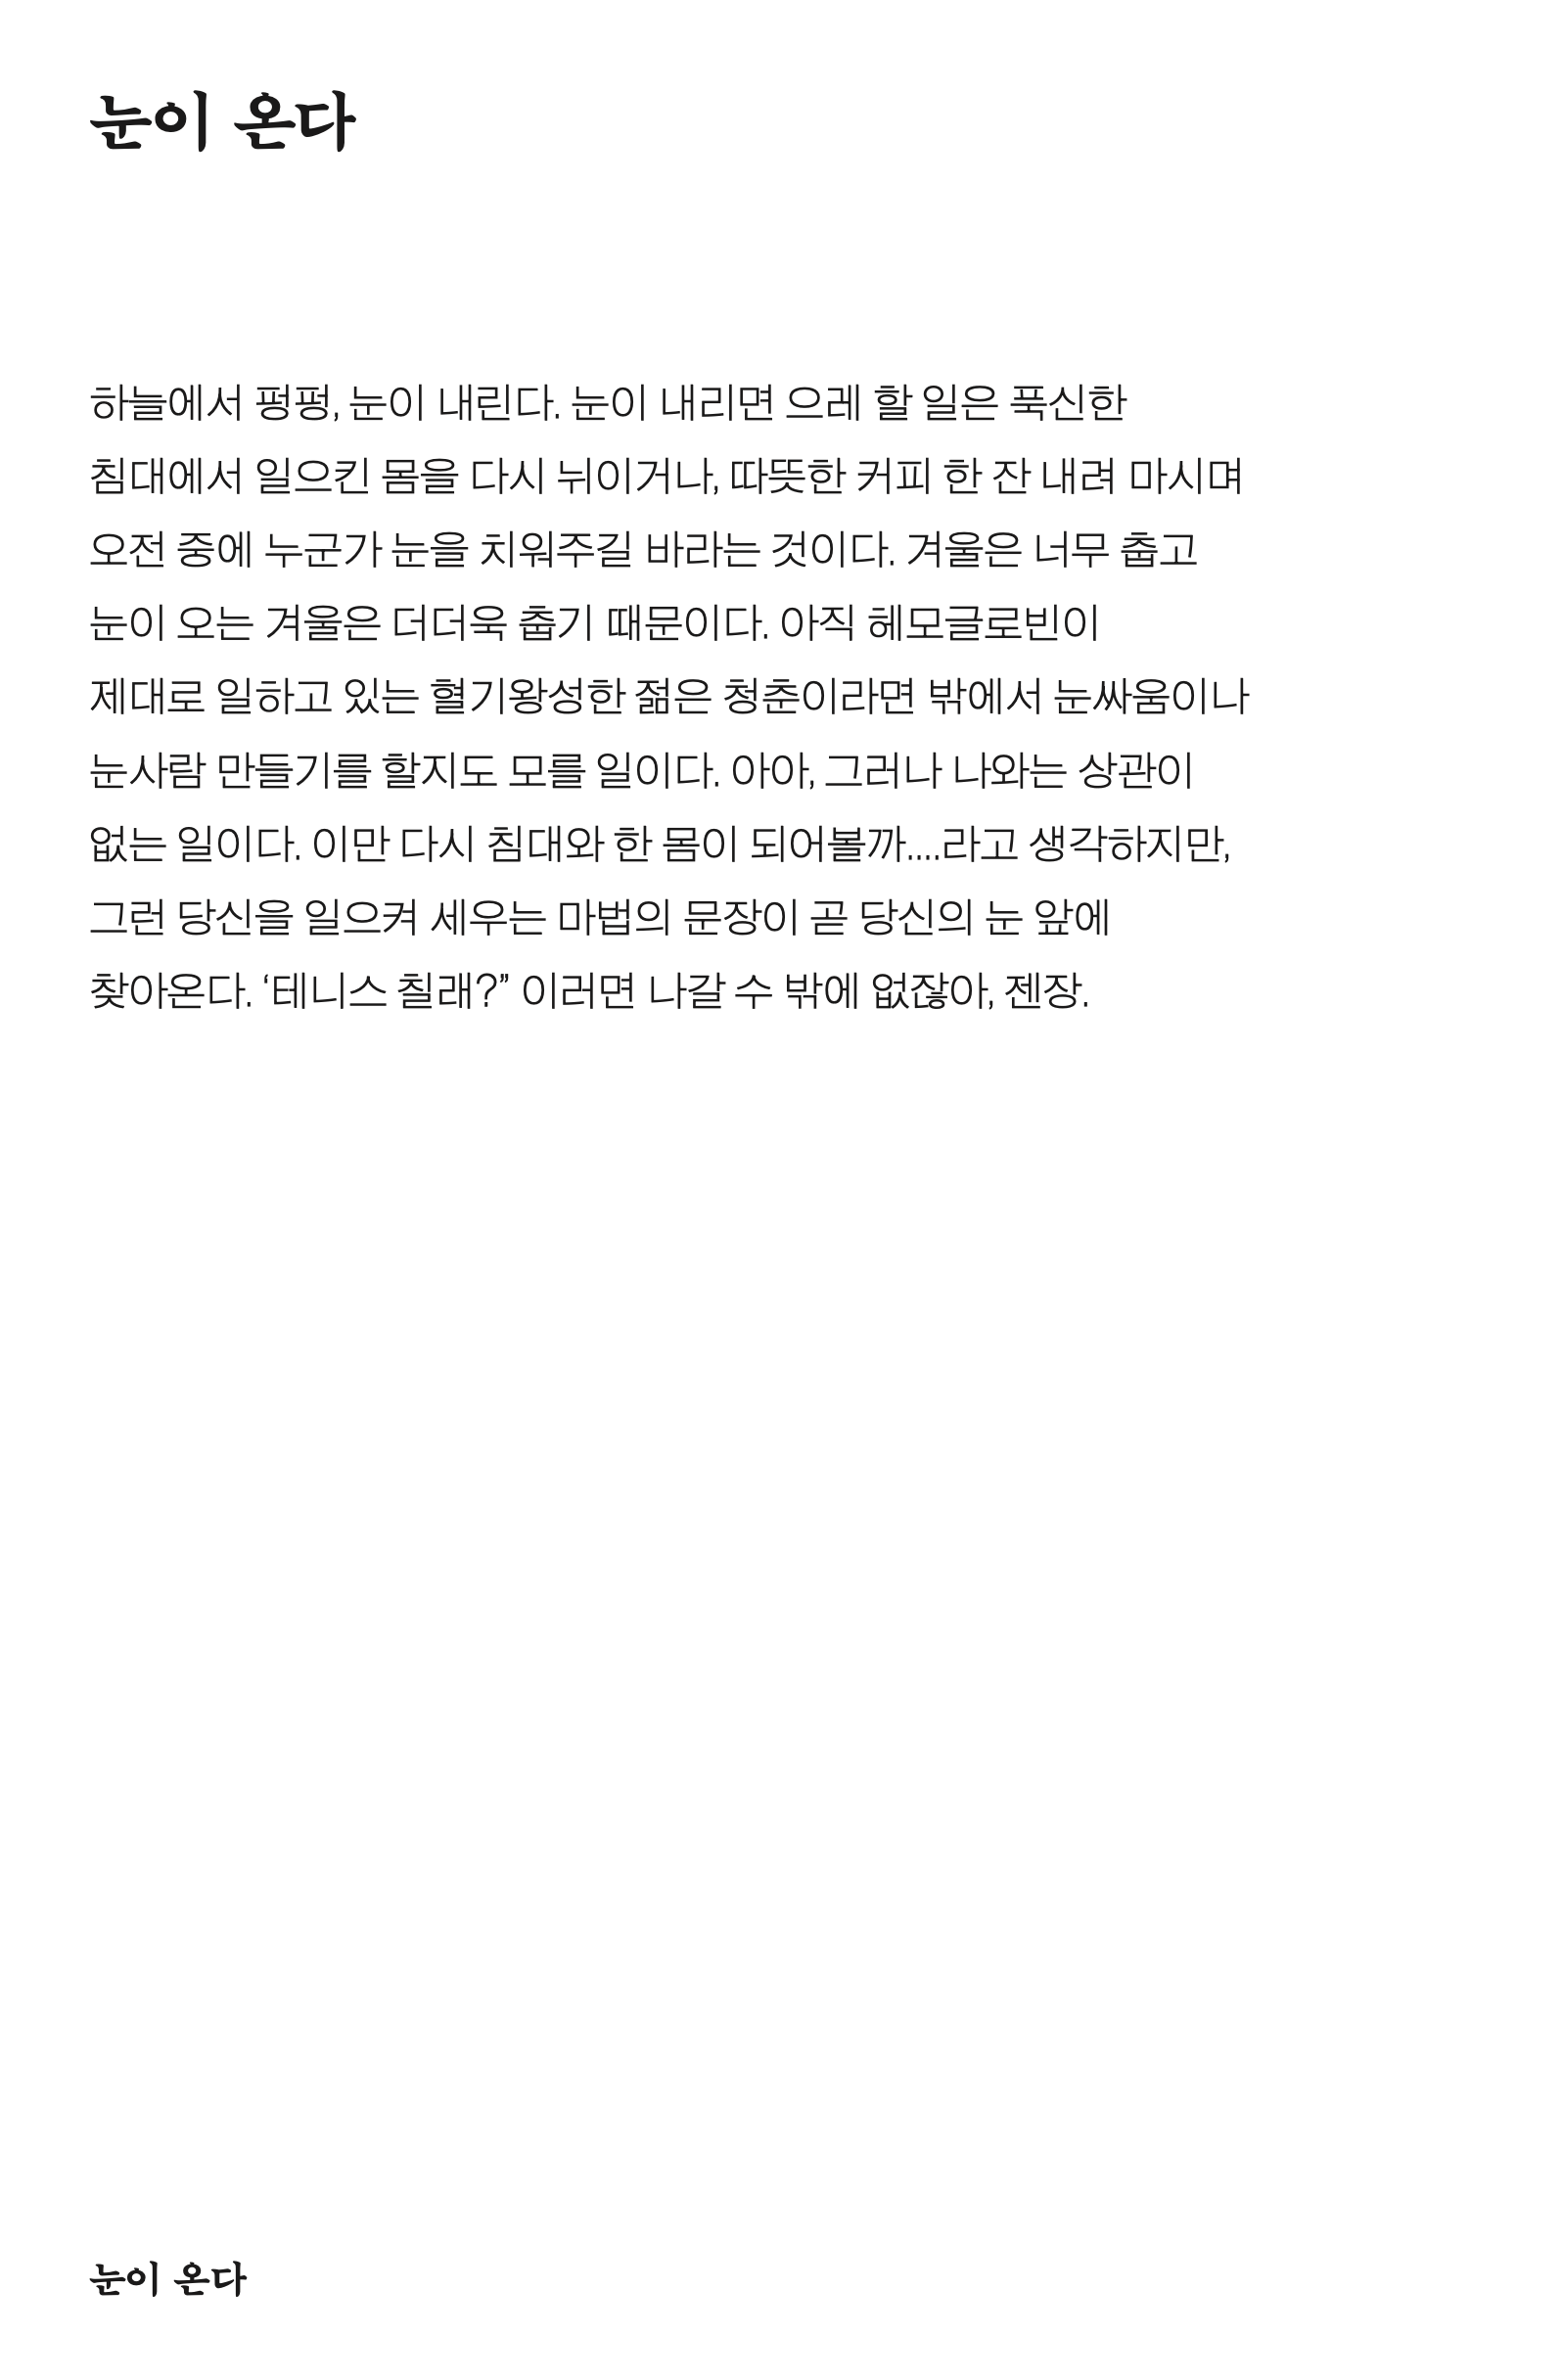 눈이 온다
하늘에서 펑펑, 눈이 내린다. 눈이 내리면 으레 할 일은 푹신한
침대에서 일으킨 몸을 다시 뉘이거나, 따뜻한 커피 한 잔 내려 마시며
오전 중에 누군가 눈을 치워주길 바라는 것이다. 겨울은 너무 춥고
눈이 오는 겨울은 더더욱 춥기 때문이다. 아직 헤모글로빈이
제대로 일하고 있는 혈기왕성한 젊은 청춘이라면 밖에서 눈싸움이나
눈사람 만들기를 할지도 모를 일이다. 아아, 그러나 나와는 상관이
없는 일이다. 이만 다시 침대와 한 몸이 되어볼까....라고 생각하지만,
그런 당신을 일으켜 세우는 마법의 문장이 곧 당신의 눈 앞에
찾아온다. ‘테니스 칠래?” 이러면 나갈 수 밖에 없잖아, 젠장.
눈이 온다